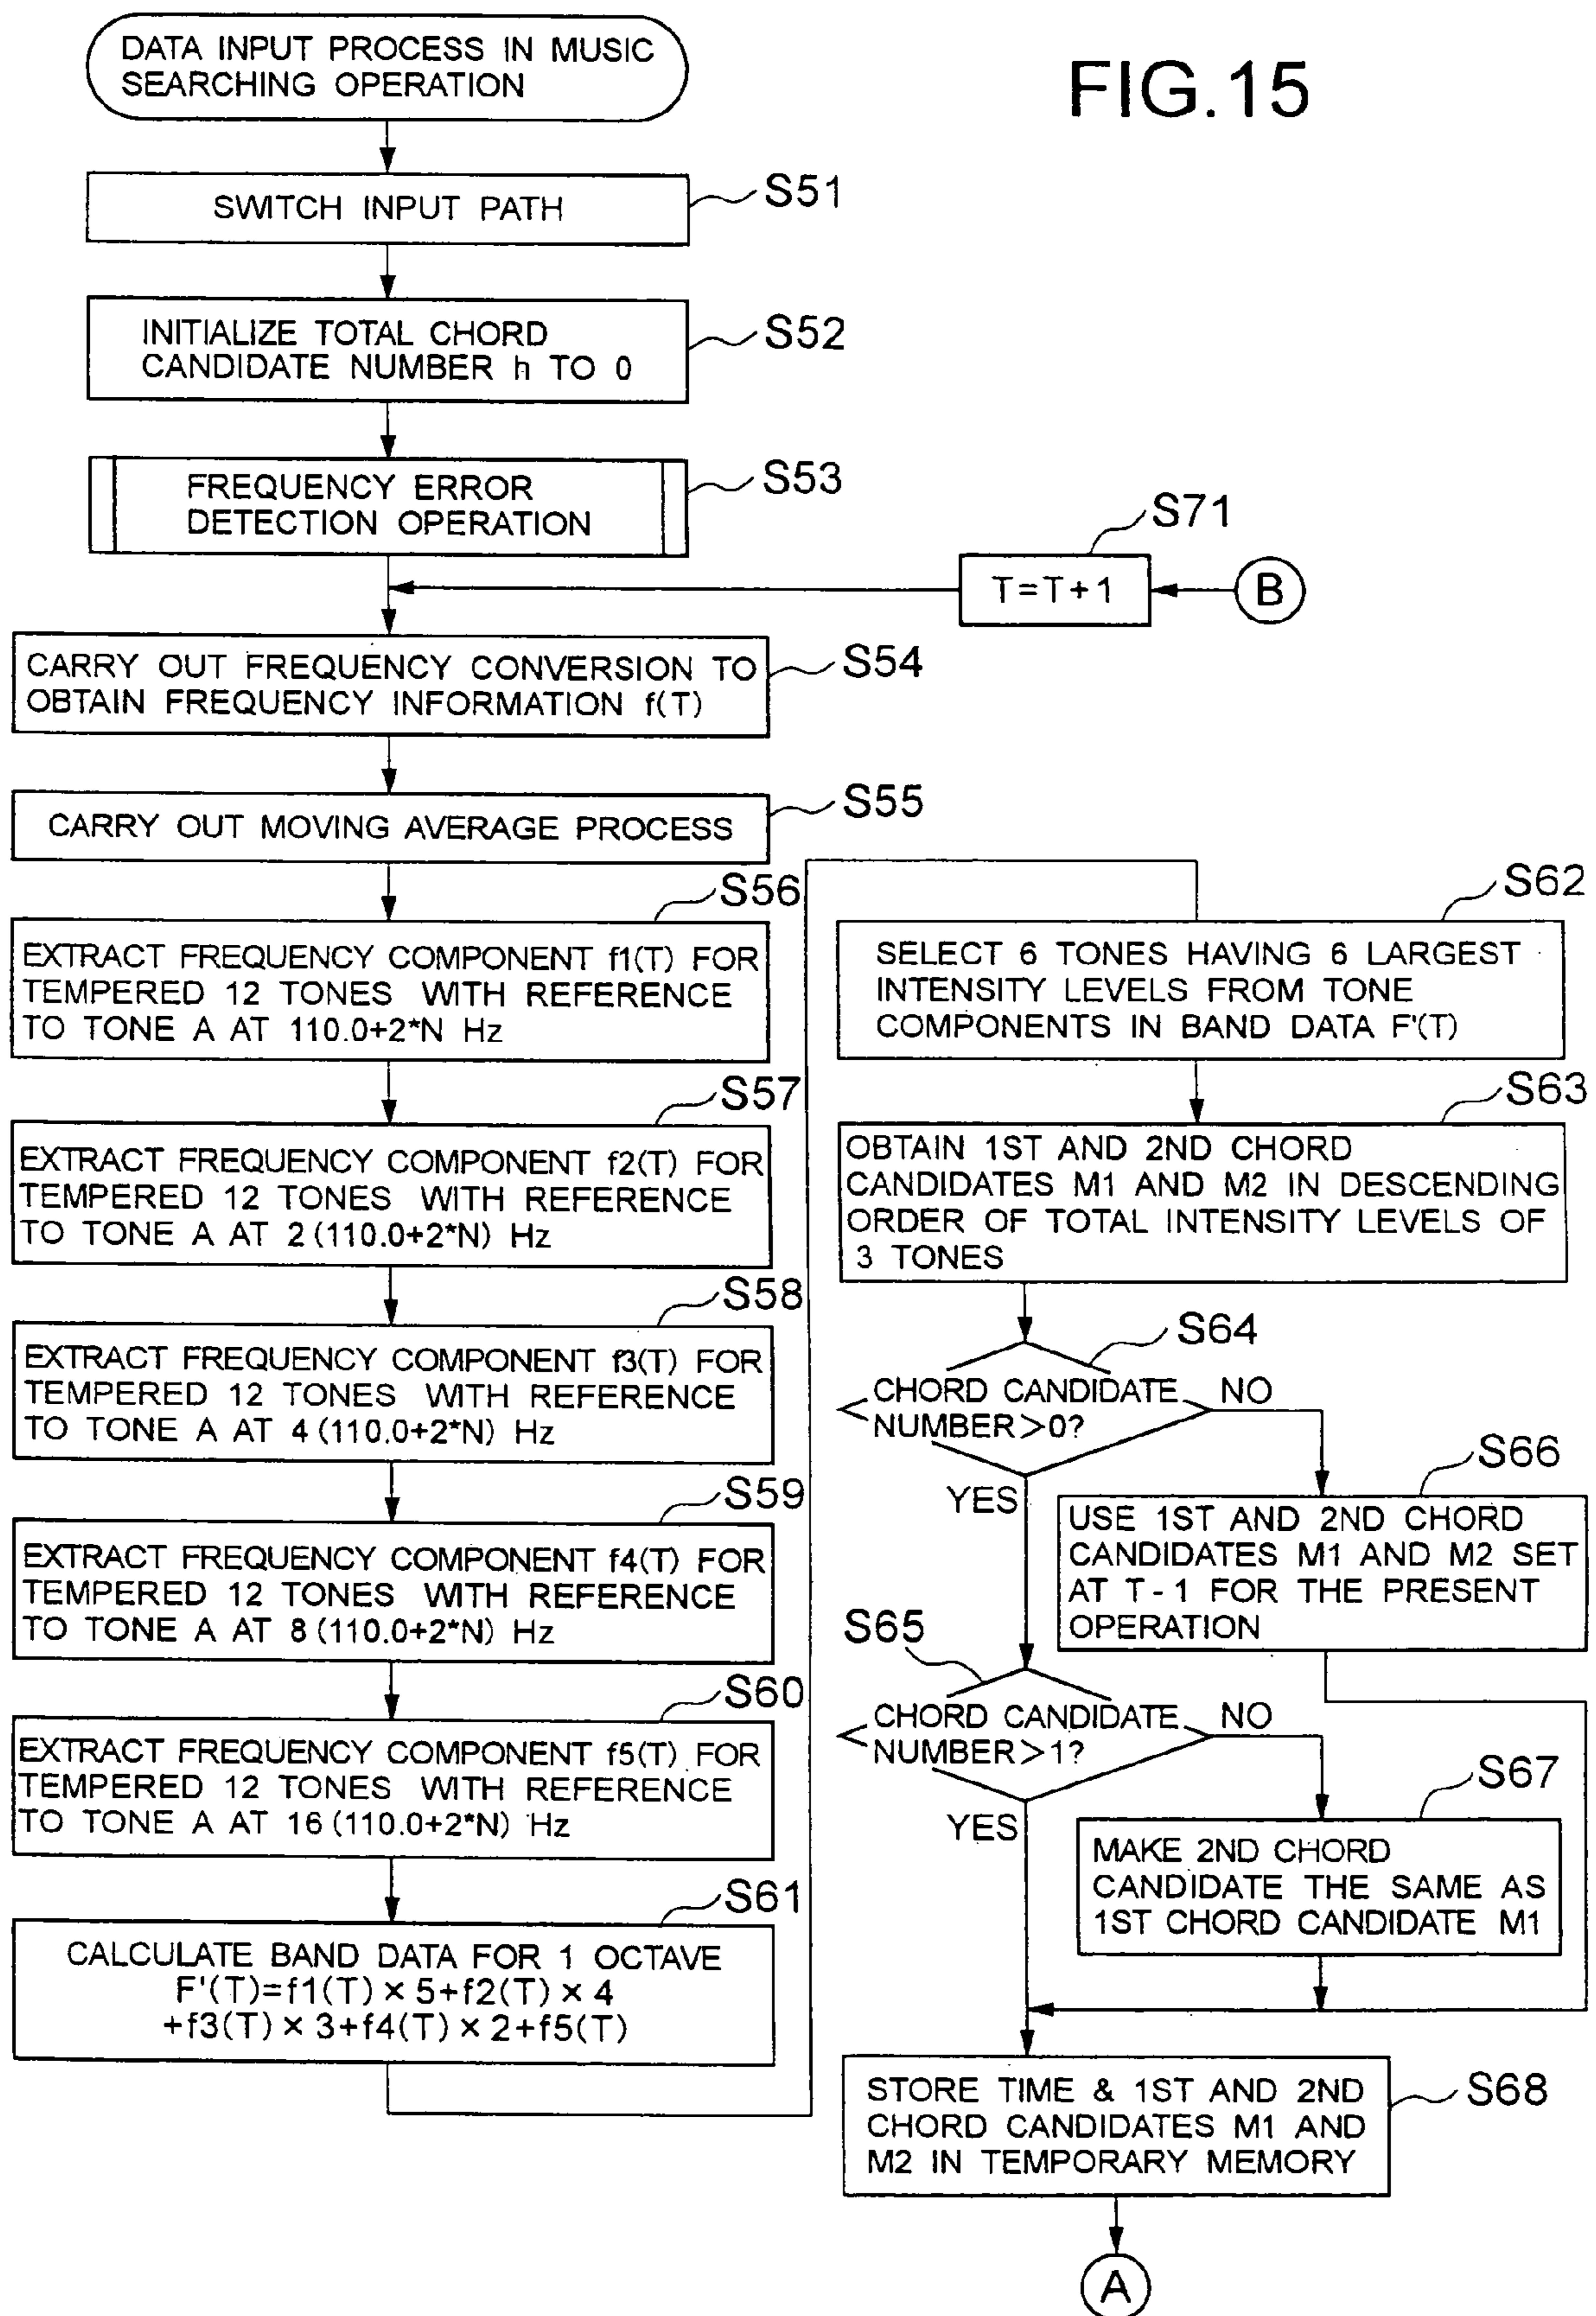 FIG.15
DATA INPUT PROCESS IN MUSIC
SEARCHING OPERATION
SWITCH INPUT PATH
S51
INITIALIZE TOTAL CHORD
CANDIDATE NUMBER h TO 0
S52
FREQUENCY ERROR
DETECTION OPERATION
S53
S71
T=T+1
B
CARRY OUT FREQUENCY CONVERSION TO
OBTAIN FREQUENCY INFORMATION f(T)
S54
CARRY OUT MOVING AVERAGE PROCESS
S55
S56
EXTRACT FREQUENCY COMPONENT f1(T) FOR
TEMPERED 12 TONES WITH REFERENCE
TO TONE A AT 110.0+2*N Hz
S57
EXTRACT FREQUENCY COMPONENT f2(T) FOR
TEMPERED 12 TONES WITH REFERENCE
TO TONE A AT 2(110.0+2*N) Hz
S58
EXTRACT FREQUENCY COMPONENT f3(T) FOR
TEMPERED 12 TONES WITH REFERENCE
TO TONE A AT 4(110.0+2*N) Hz
S59
EXTRACT FREQUENCY COMPONENT f4(T) FOR
TEMPERED 12 TONES WITH REFERENCE
TO TONE A AT 8(110.0+2*N) Hz
S60
EXTRACT FREQUENCY COMPONENT f5(T) FOR
TEMPERED 12 TONES WITH REFERENCE
TO TONE A AT 16(110.0+2*N) Hz
S61
CALCULATE BAND DATA FOR 1 OCTAVE
F'(T)=f1(T)×5+f2(T)×4
+f3(T)×3+f4(T)×2+f5(T)
S62
SELECT 6 TONES HAVING 6 LARGEST
INTENSITY LEVELS FROM TONE
COMPONENTS IN BAND DATA F'(T)
S63
OBTAIN 1ST AND 2ND CHORD
CANDIDATES M1 AND M2 IN DESCENDING
ORDER OF TOTAL INTENSITY LEVELS OF
3 TONES
S64
CHORD CANDIDATE
NUMBER>0?
NO
YES
S66
USE 1ST AND 2ND CHORD
CANDIDATES M1 AND M2 SET
AT T-1 FOR THE PRESENT
OPERATION
S65
CHORD CANDIDATE
NUMBER>1?
NO
YES
S67
MAKE 2ND CHORD
CANDIDATE THE SAME AS
1ST CHORD CANDIDATE M1
STORE TIME & 1ST AND 2ND
CHORD CANDIDATES M1 AND
M2 IN TEMPORARY MEMORY
S68
A